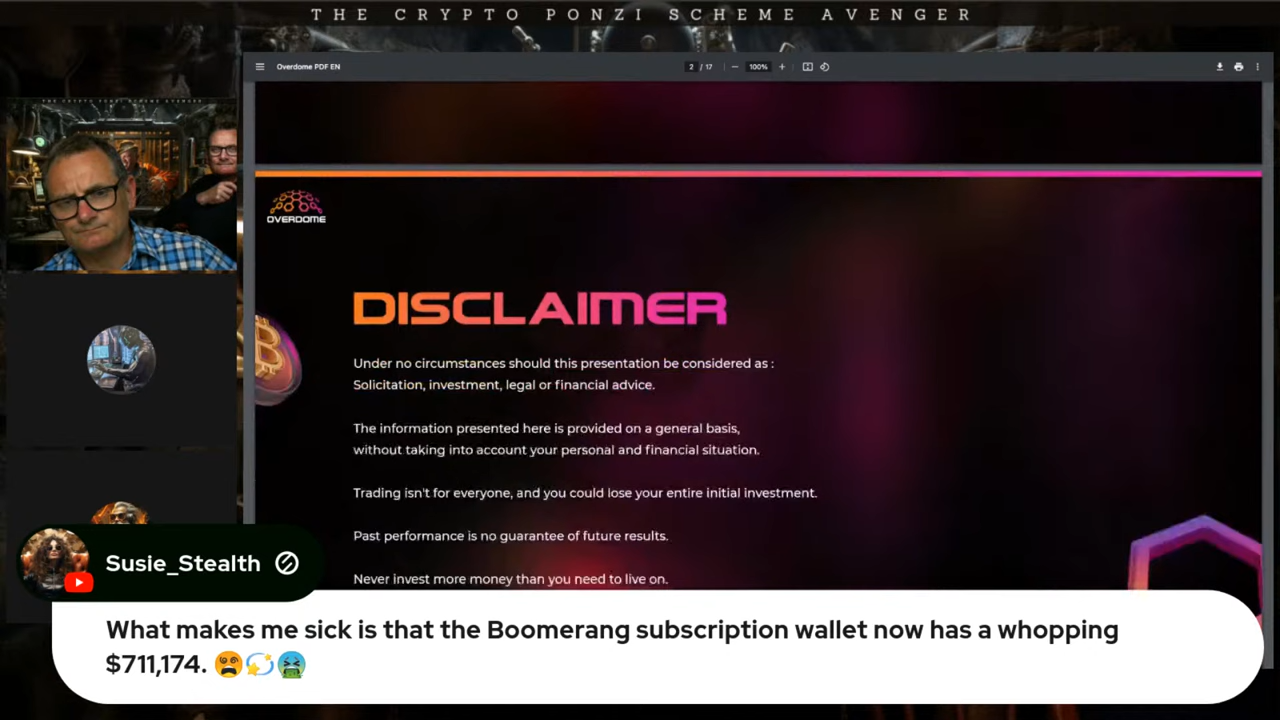 THE CRYPTO PONZI SCHEME AVENGER
Overdome PDF EN
2 / 17
100%
OVERDOME
DISCLAIMER
Under no circumstances should this presentation be considered as :
Solicitation, investment, legal or financial advice.
The information presented here is provided on a general basis,
without taking into account your personal and financial situation.
Trading isn't for everyone, and you could lose your entire initial investment.
Past performance is no guarantee of future results.
Never invest more money than you need to live on.
Susie_Stealth
What makes me sick is that the Boomerang subscription wallet now has a whopping
$711,174. 😩💫🤮